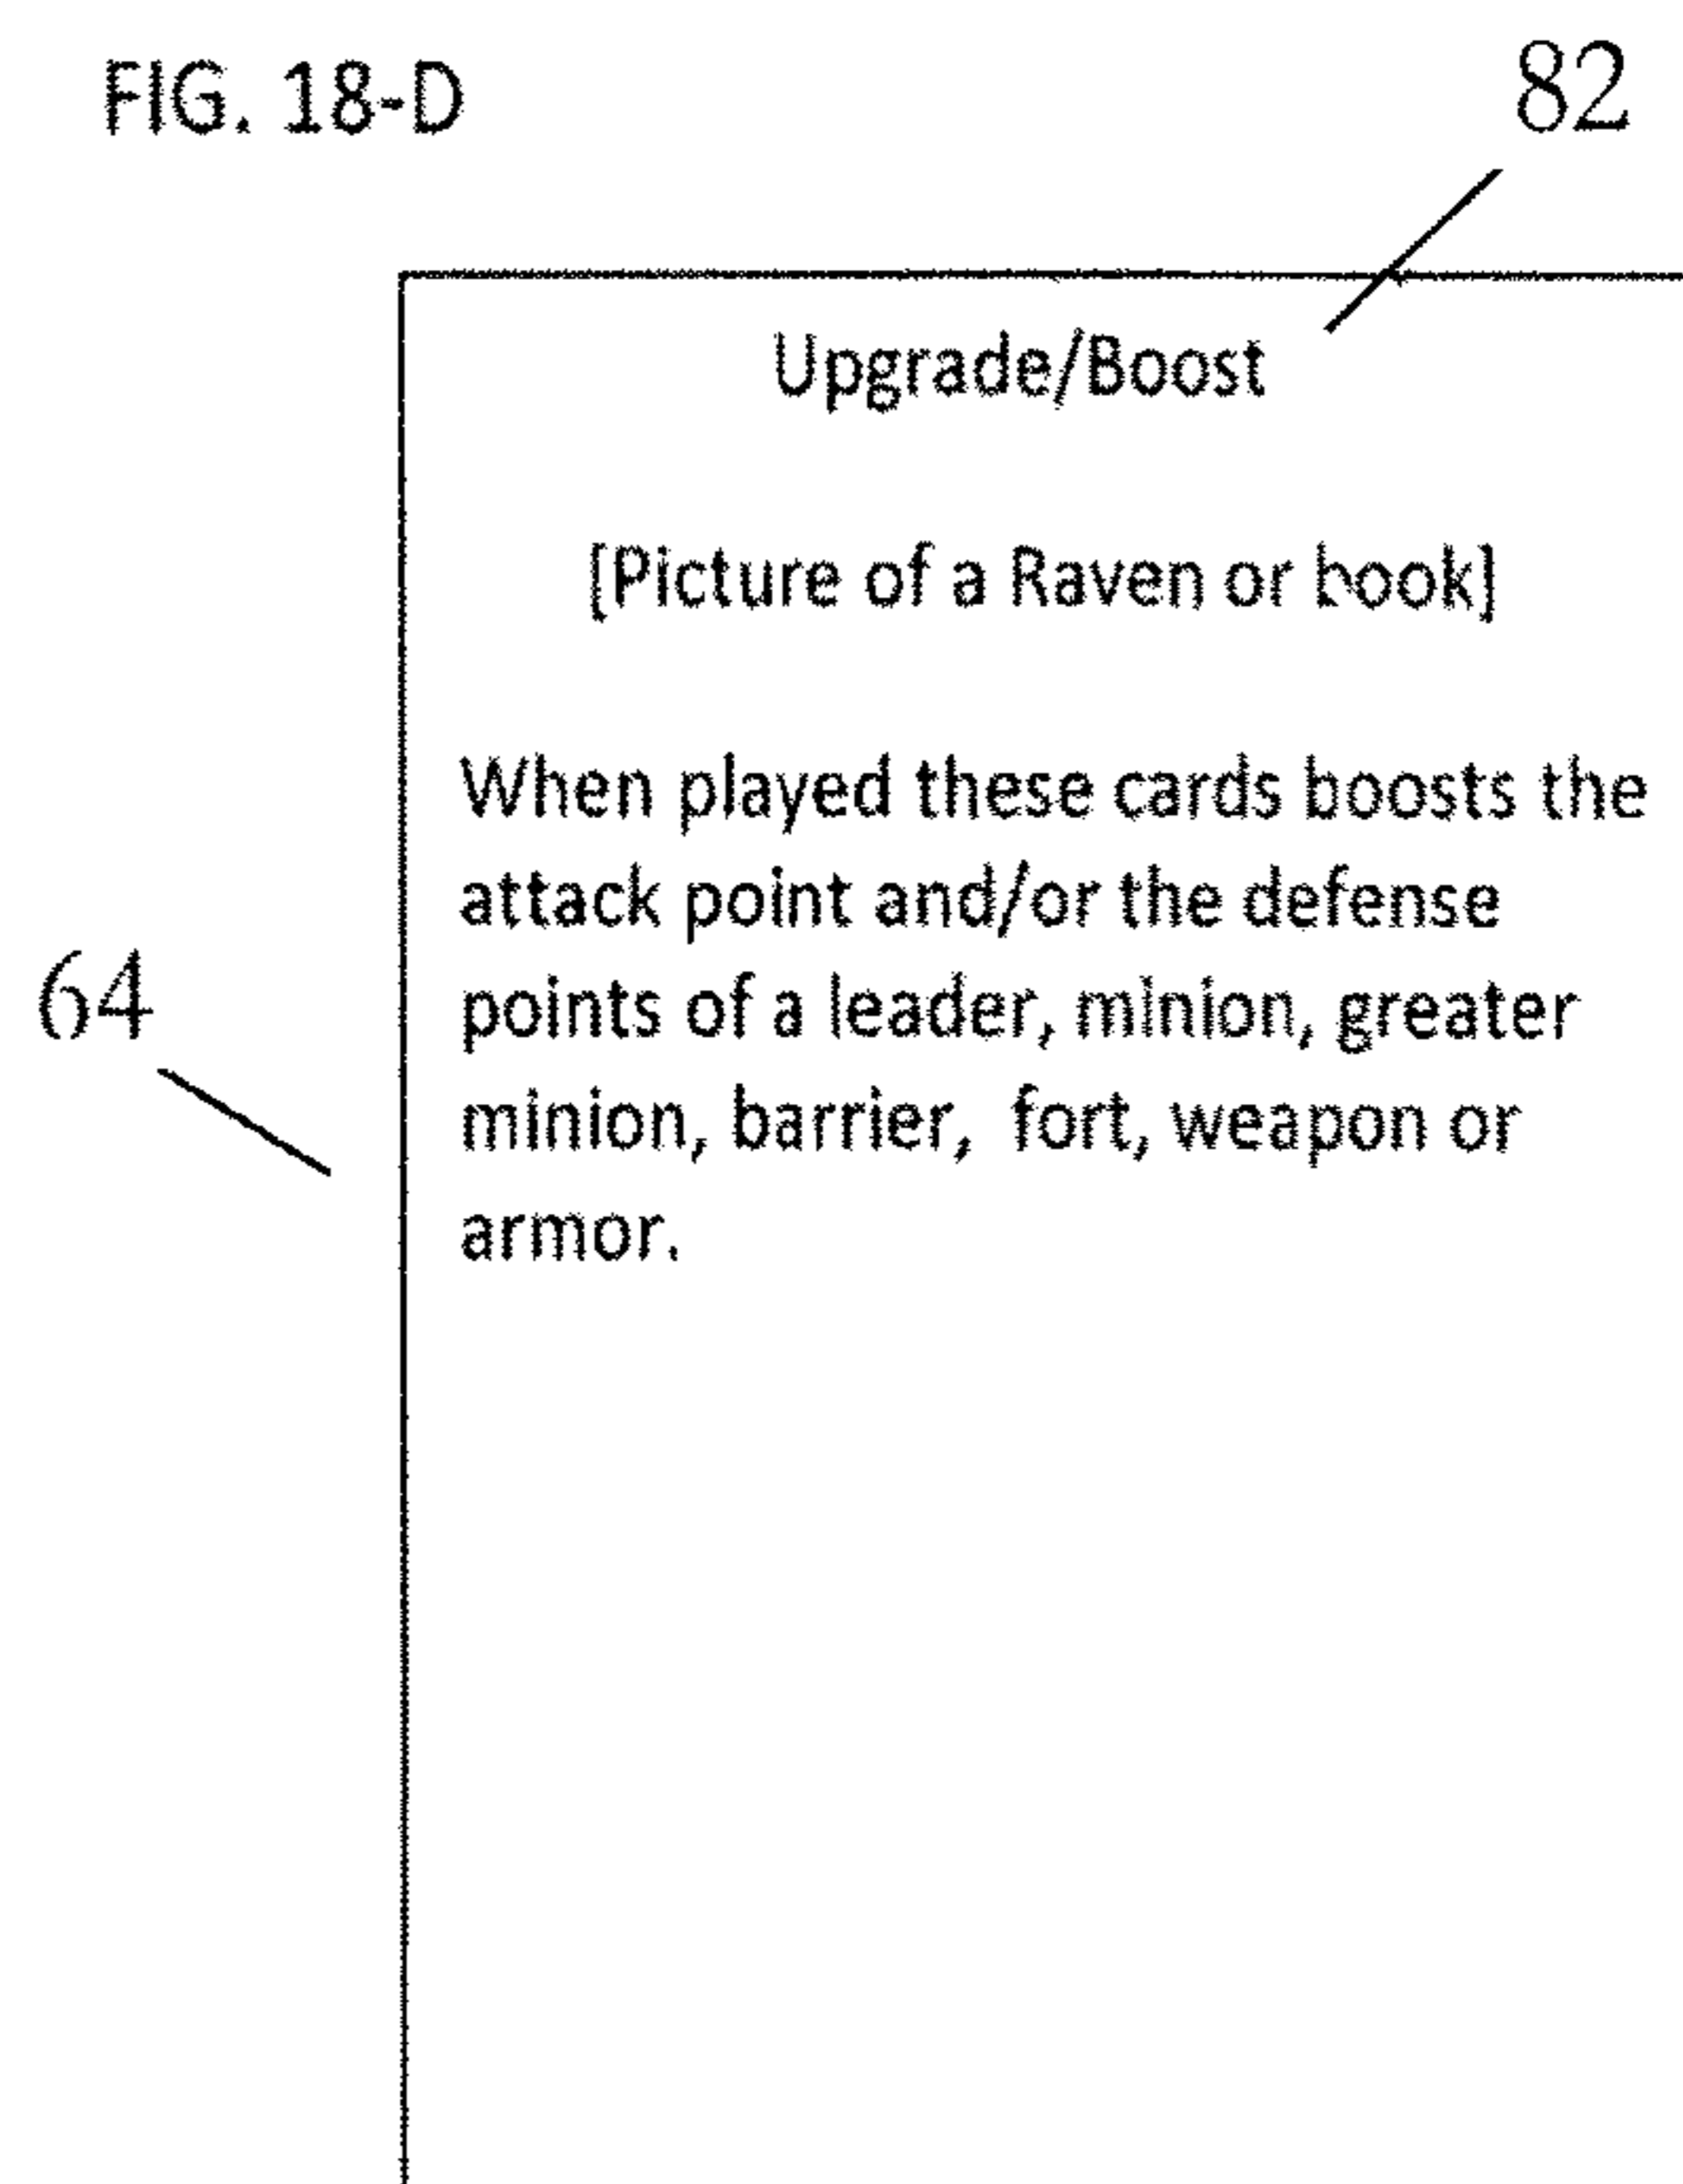 FIG. 18-D
82
Upgrade/Boost
[Picture of a Raven or book]
When played these cards boosts the
attack point and/or the defense
points of a leader, minion, greater
64
minion, barrier, fort, weapon or
armor.